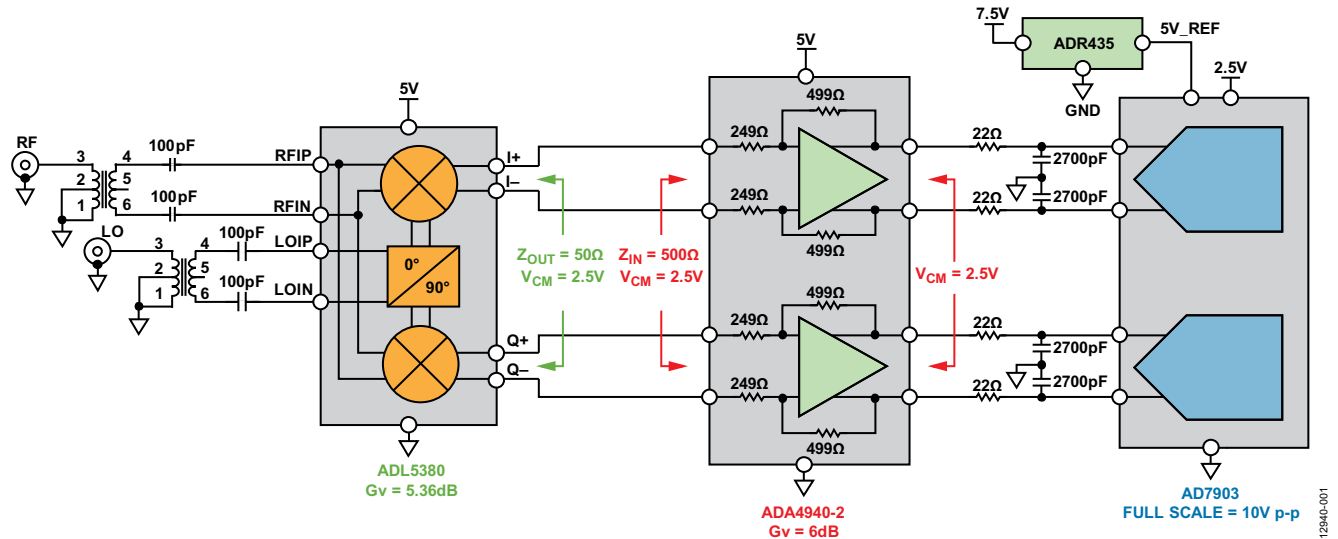 7.5V
ADR435
5V_REF
GND
2.5V
5V
5V
RF
3
2
1
4
5
6
100pF
100pF
RFIP
RFIN
LO
3
2
1
4
5
6
100pF
100pF
LOIP
LOIN
0°
90°
I+
I–
Q+
Q–
ZOUT = 50Ω
VCM = 2.5V
ZIN = 500Ω
VCM = 2.5V
499Ω
249Ω
249Ω
499Ω
499Ω
249Ω
249Ω
499Ω
VCM = 2.5V
22Ω
22Ω
2700pF
2700pF
22Ω
22Ω
2700pF
2700pF
ADL5380
Gv = 5.36dB
ADA4940-2
Gv = 6dB
AD7903
FULL SCALE = 10V p-p
12940-001